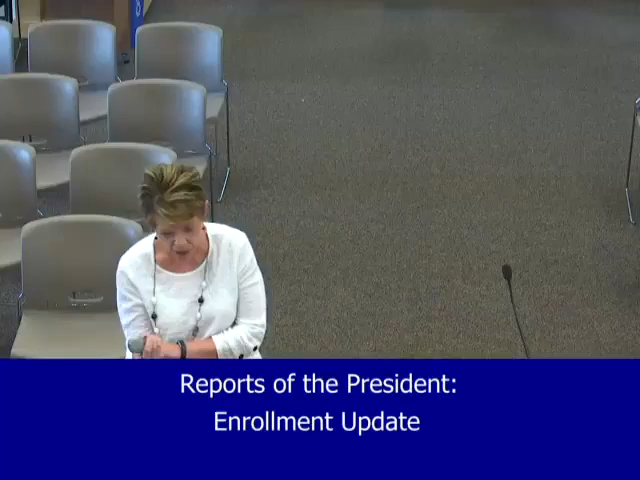 Reports of the President:
Enrollment Update